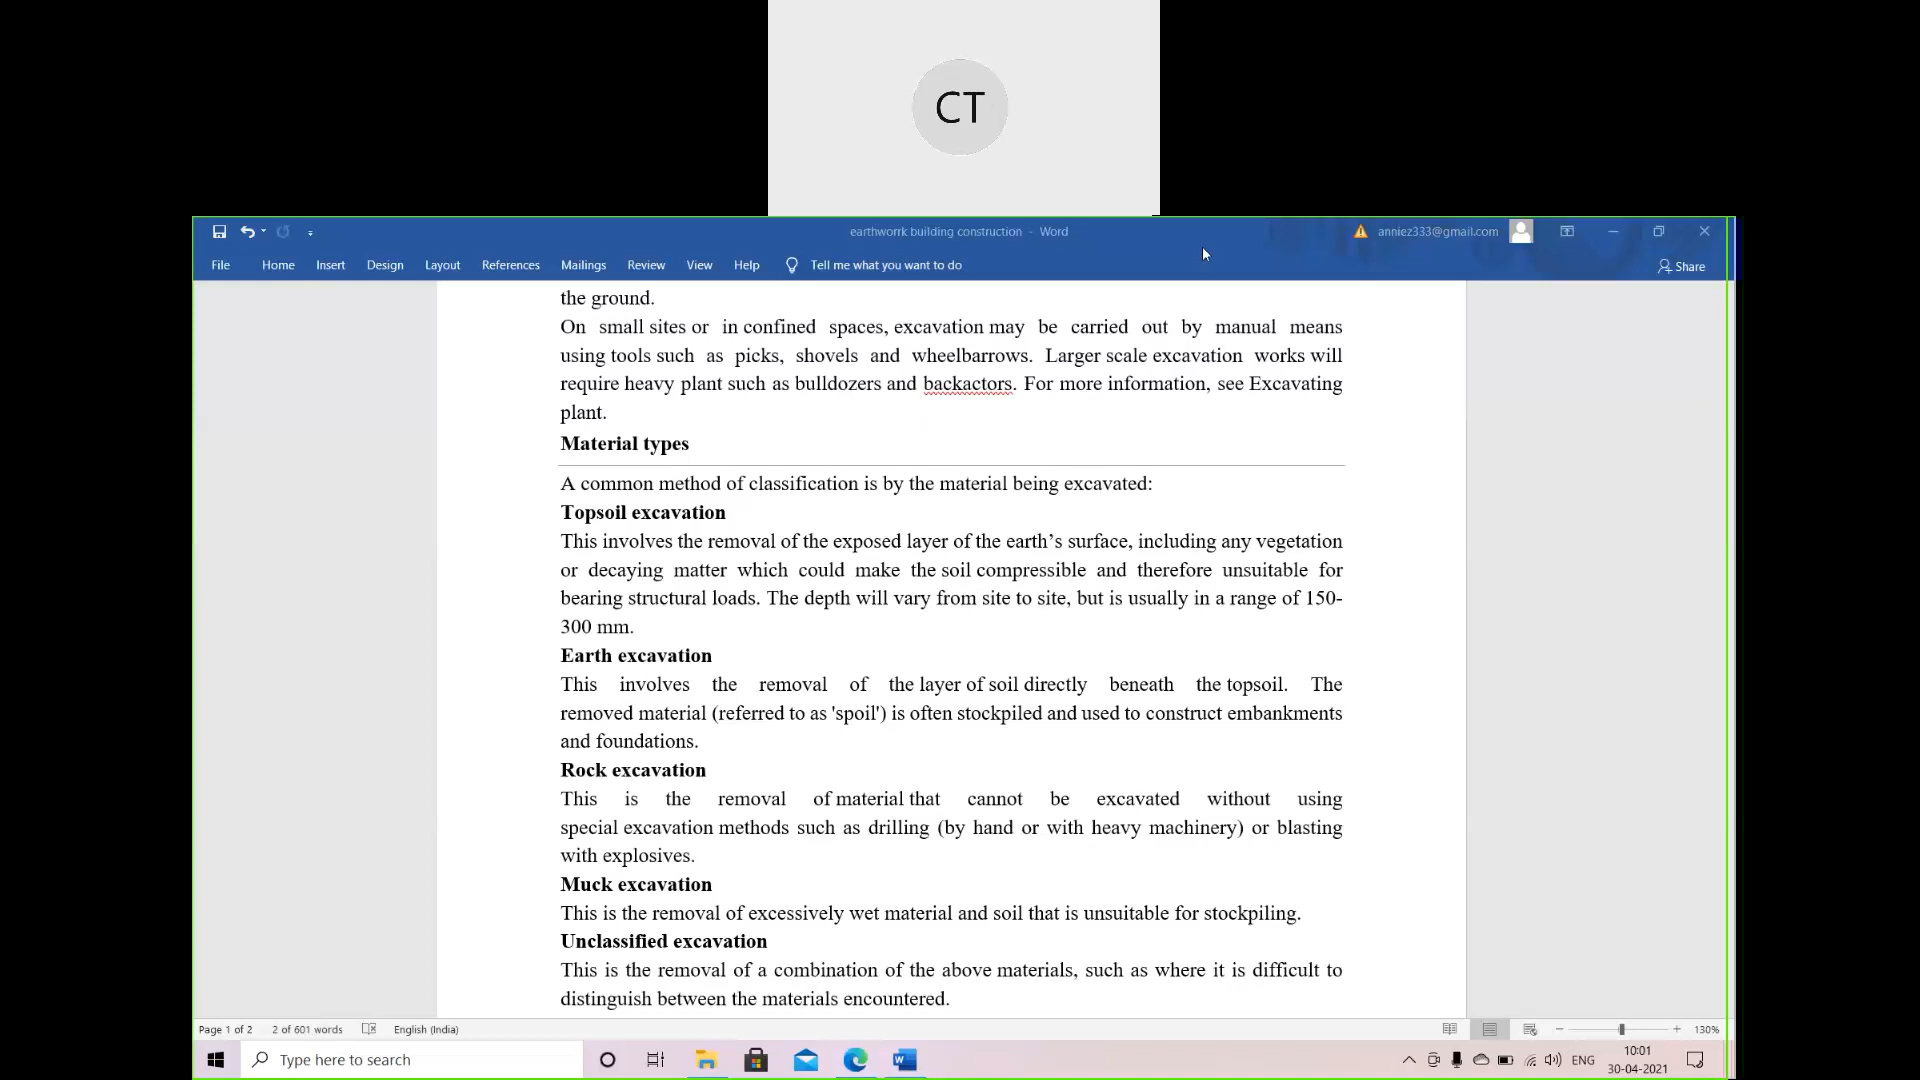 CT
earthworrk building construction - Word
anniez333@gmail.com
File Home Insert Design Layout References Mailings Review View Help Tell me what you want to do Share
the ground.
On small sites or in confined spaces, excavation may be carried out by manual means
using tools such as picks, shovels and wheelbarrows. Larger scale excavation works will
require heavy plant such as bulldozers and backactors. For more information, see Excavating
plant.
Material types
A common method of classification is by the material being excavated:
Topsoil excavation
This involves the removal of the exposed layer of the earth’s surface, including any vegetation
or decaying matter which could make the soil compressible and therefore unsuitable for
bearing structural loads. The depth will vary from site to site, but is usually in a range of 150-
300 mm.
Earth excavation
This involves the removal of the layer of soil directly beneath the topsoil. The
removed material (referred to as 'spoil') is often stockpiled and used to construct embankments
and foundations.
Rock excavation
This is the removal of material that cannot be excavated without using
special excavation methods such as drilling (by hand or with heavy machinery) or blasting
with explosives.
Muck excavation
This is the removal of excessively wet material and soil that is unsuitable for stockpiling.
Unclassified excavation
This is the removal of a combination of the above materials, such as where it is difficult to
distinguish between the materials encountered.
Page 1 of 2 2 of 601 words English (India) 130%
Type here to search
ENG
10:01
30-04-2021